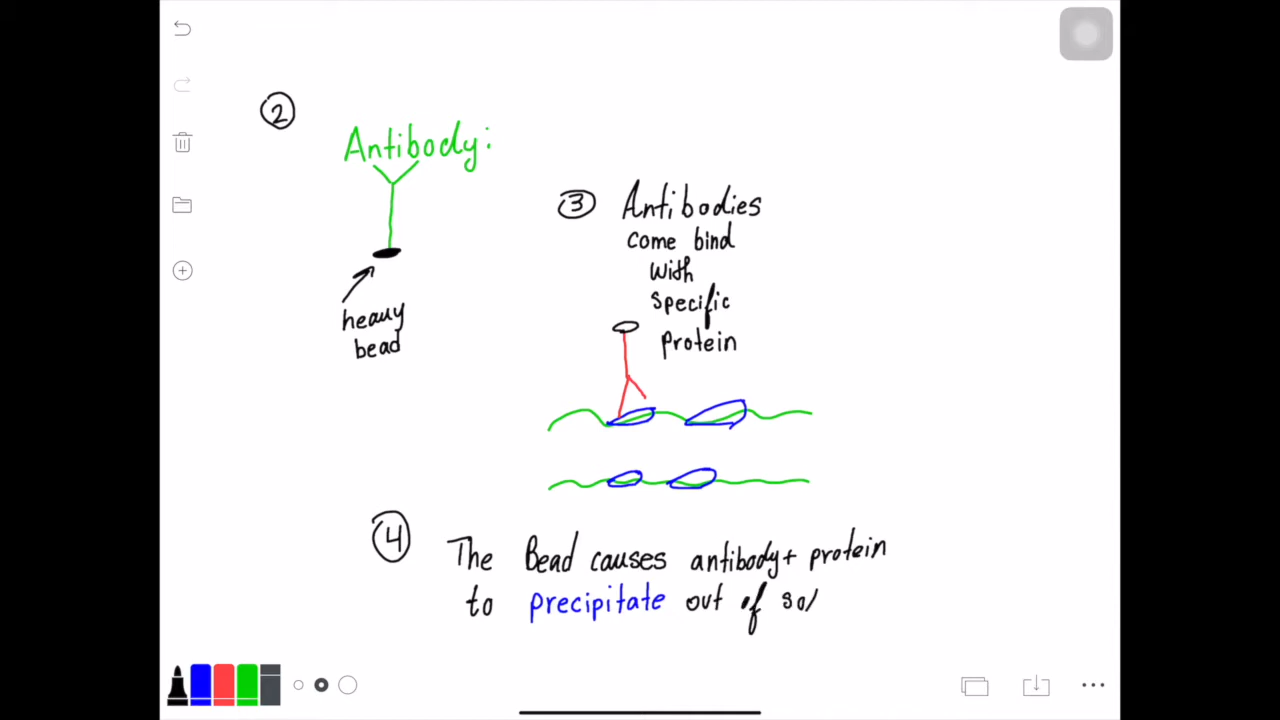 2
Antibody:
heavy
bead
3 Antibodies
come bind
with
specific
protein
4 The Bead causes antibody + protein
to precipitate out of sol